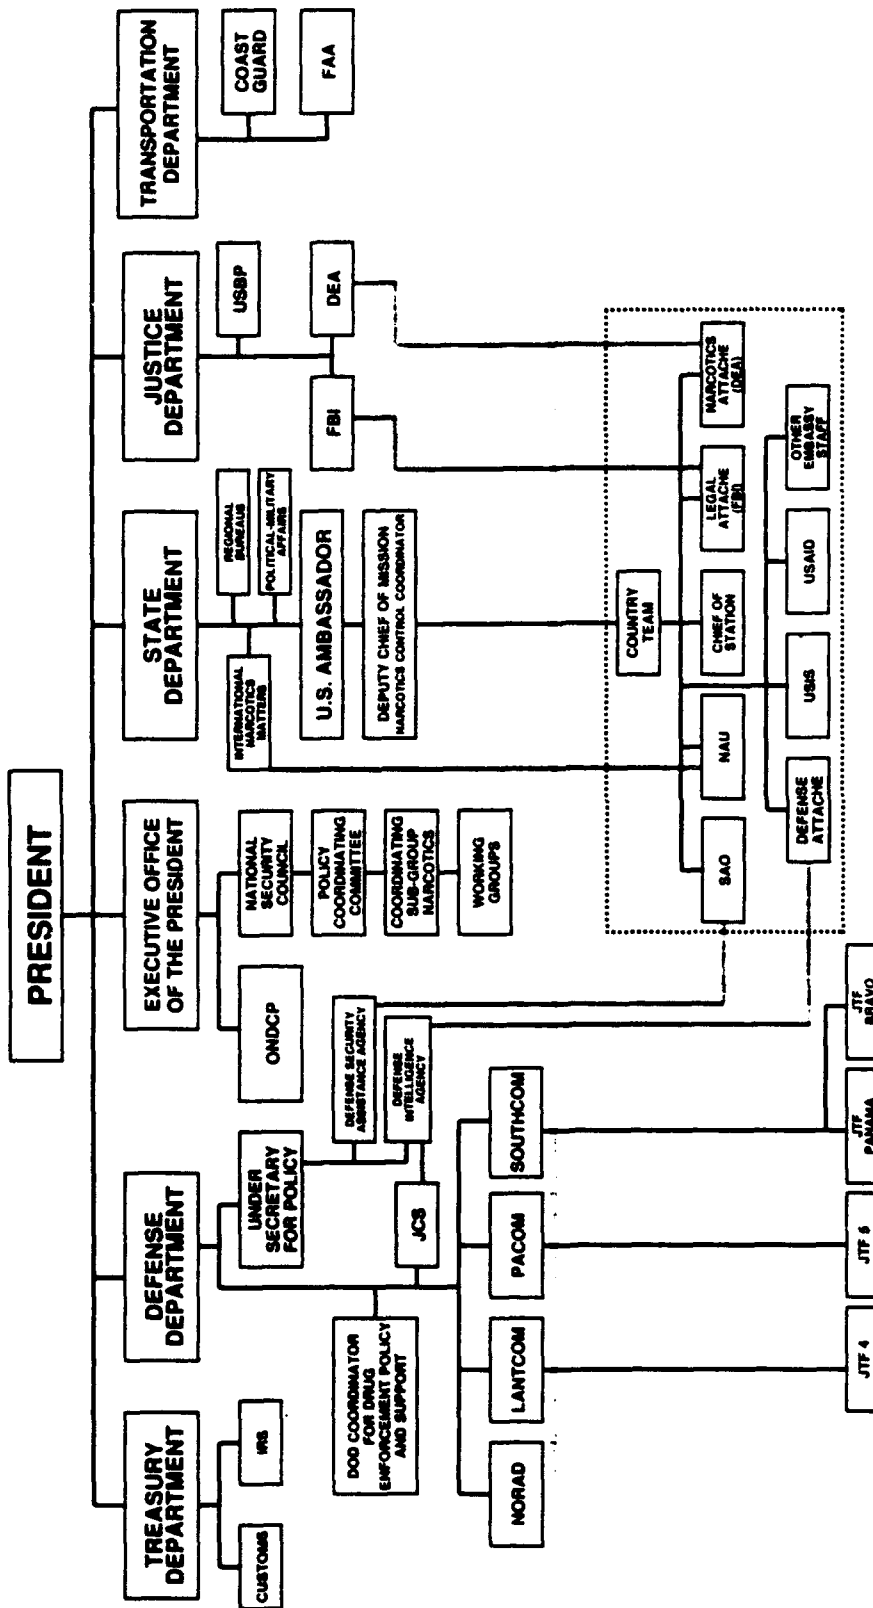 PRESIDENT
TREASURY
DEPARTMENT
DEFENSE
DEPARTMENT
EXECUTIVE OFFICE
OF THE PRESIDENT
STATE
DEPARTMENT
JUSTICE
DEPARTMENT
TRANSPORTATION
DEPARTMENT
CUSTOMS
IRS
UNDER
SECRETARY
FOR POLICY
ONDCP
NATIONAL
SECURITY
COUNCIL
INTERNATIONAL
NARCOTICS
MATTERS
REGIONAL
BUREAUS
POLITICAL-MILITARY
AFFAIRS
USBP
COAST
GUARD
DOD COORDINATOR
FOR DRUG
ENFORCEMENT POLICY
AND SUPPORT
DEFENSE SECURITY
ASSISTANCE AGENCY
POLICY
COORDINATING
COMMITTEE
U.S. AMBASSADOR
FBI
DEA
FAA
JCS
DEFENSE
INTELLIGENCE
AGENCY
COORDINATING
SUB-GROUP
NARCOTICS
DEPUTY CHIEF OF MISSION
NARCOTICS CONTROL COORDINATOR
WORKING
GROUPS
NORAD
LANTCOM
PACOM
SOUTHCOM
COUNTRY
TEAM
SAO
NAU
CHIEF OF
STATION
LEGAL
ATTACHE
(FBI)
NARCOTICS
ATTACHE
(DEA)
DEFENSE
ATTACHE
USIS
USAID
OTHER
EMBASSY
STAFF
JTF 4
JTF 5
JTF
PANAMA
JTF
BRAVO